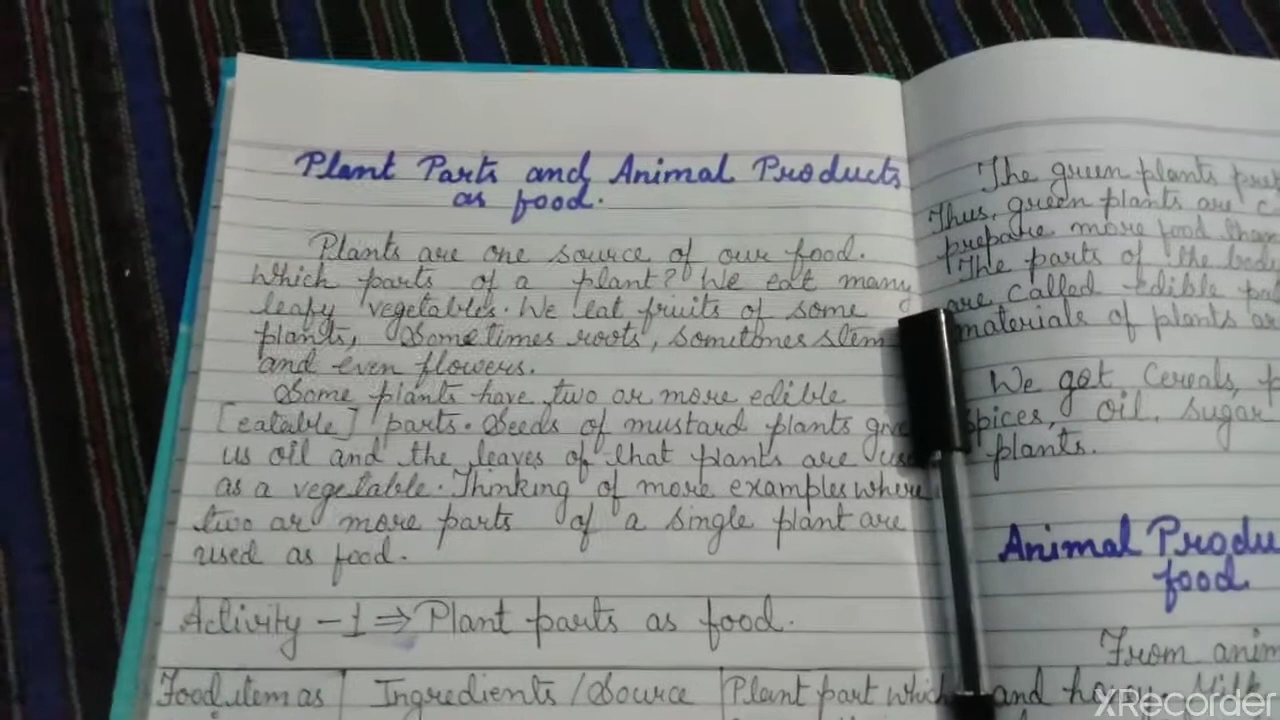 Plant Parts and Animal Products
as food.
Plants are one source of our food.
Which parts of a plant? We eat many
leafy vegetables. We eat fruits of some
plants, Sometimes roots, sometimes stem
and even flowers.
Some plants have two or more edible
[eatable] parts. Seeds of mustard plants give
us oil and the leaves of that plants are
as a vegetable. Thinking of more examples where
two or more parts of a single plant are
used as food.
Activity -1 ⇒ Plant parts as food.
Food item as | Ingredients / Source | Plant part which
The green plants
Thus, green plants are
prepare more food than
The parts of the
are called edible
materials of plants
We got Cereals,
spices, oil, sugar
plants.
Animal
food
From
and honey. Milk
XRecorder